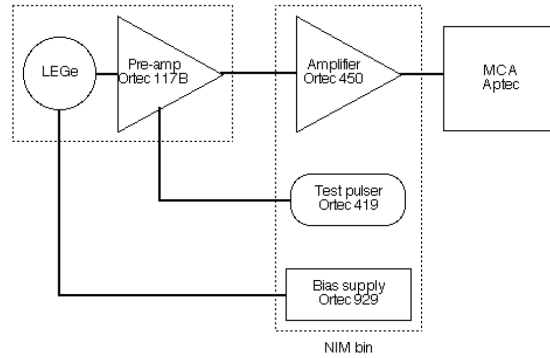 LEGe
Pre-amp
Ortec 117B
Amplifier
Ortec 450
MCA
Aptec
Test pulser
Ortec 419
Bias supply
Ortec 929
NIM bin